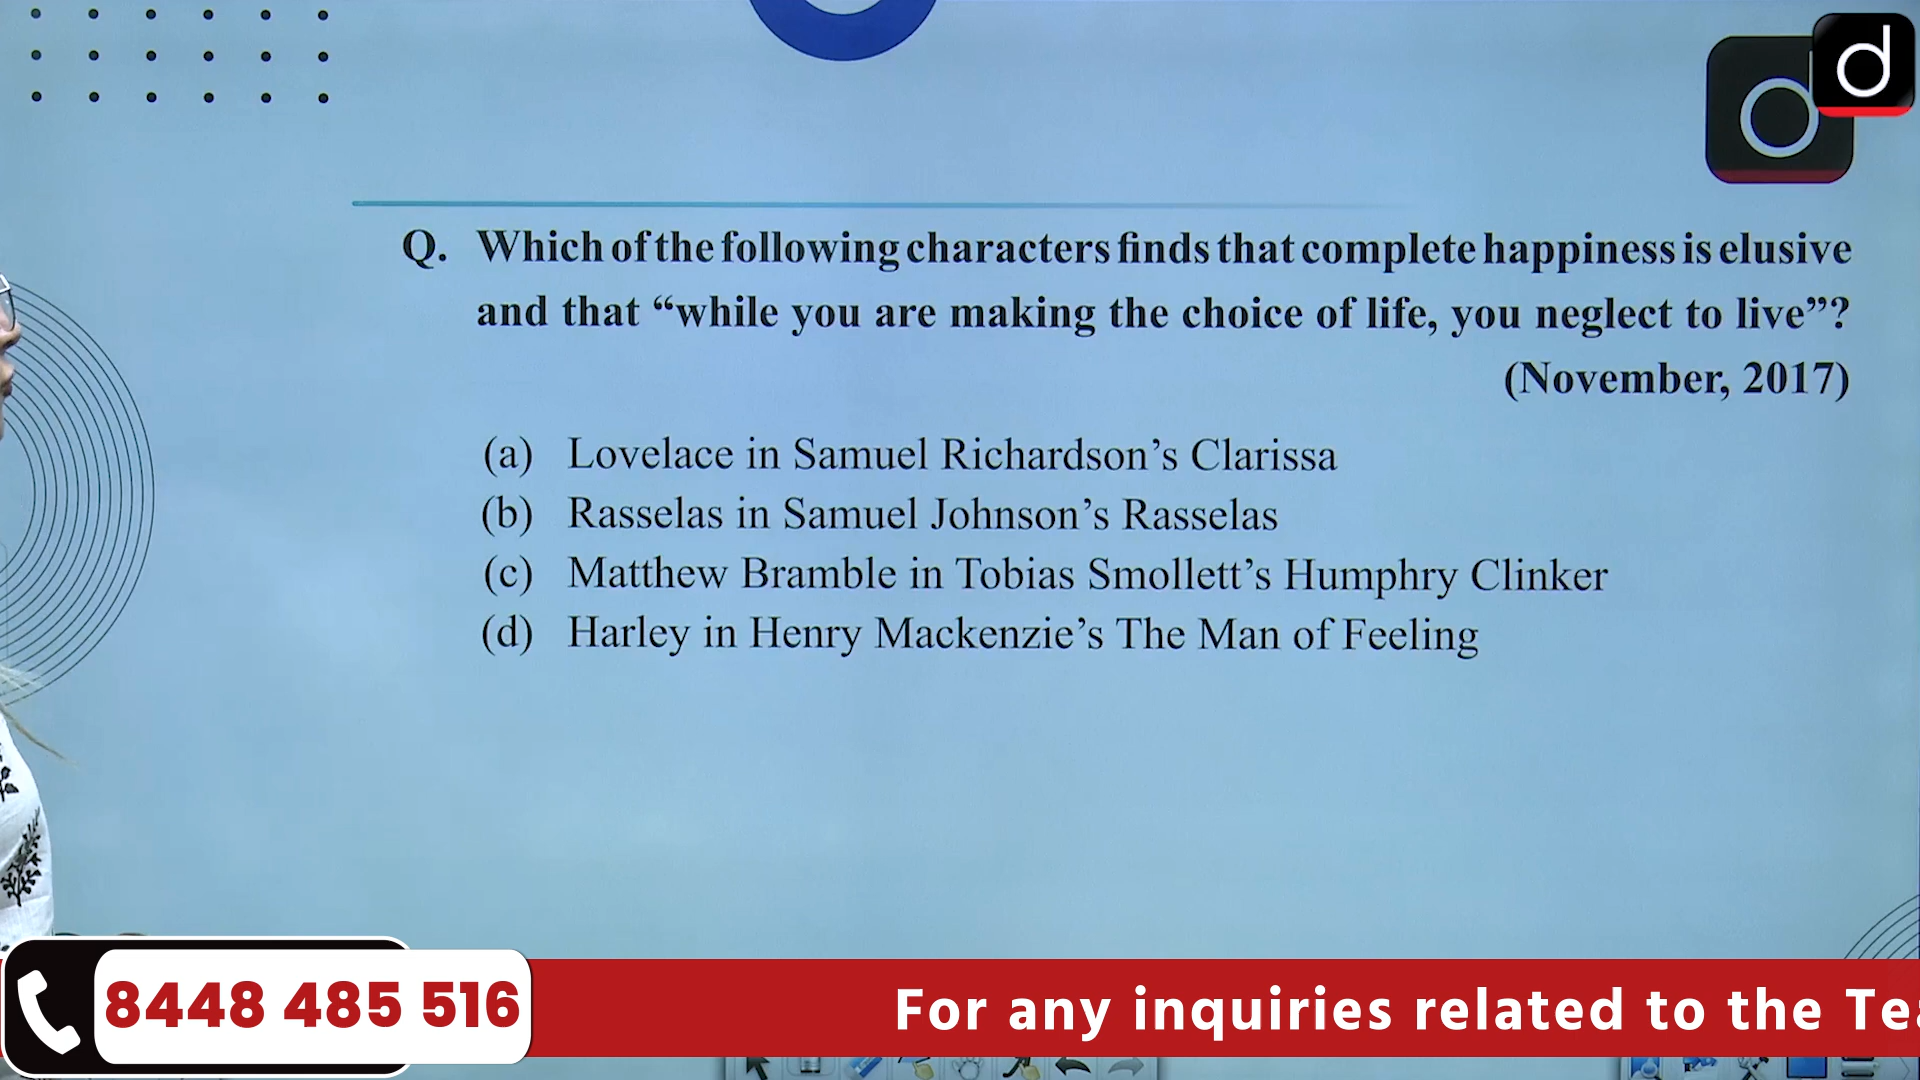 d
Q. Which of the following characters finds that complete happiness is elusive
and that “while you are making the choice of life, you neglect to live”?
(November, 2017)
(a) Lovelace in Samuel Richardson’s Clarissa
(b) Rasselas in Samuel Johnson’s Rasselas
(c) Matthew Bramble in Tobias Smollett’s Humphry Clinker
(d) Harley in Henry Mackenzie’s The Man of Feeling
8448 485 516
For any inquiries related to the Tea